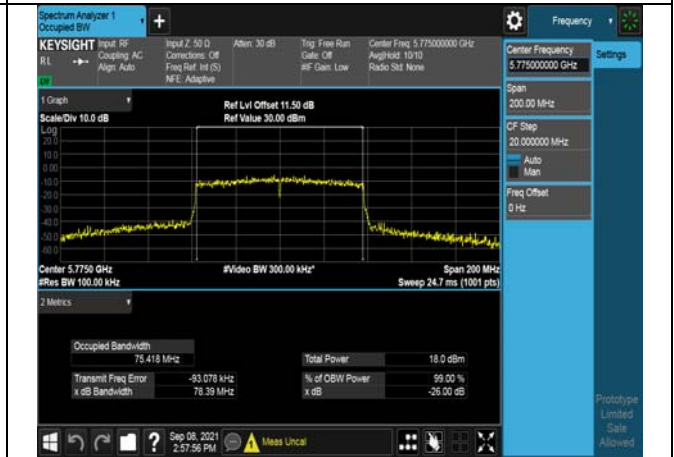 Spectrum Analyzer 1
Occupied BW
+
Frequency
KEYSIGHT
RL
Input: RF
Coupling: AC
Align: Auto
Input Z: 50 Ω
Corrections: Off
Freq Ref: Int (S)
NFE: Adaptive
Atten: 30 dB
Trig: Free Run
Gate: Off
#IF Gain: Low
Center Freq: 5.775000000 GHz
Avg|Hold: 10/10
Radio Std: None
Center Frequency
5.775000000 GHz
Settings
Span
200.00 MHz
CF Step
20.000000 MHz
Auto
Man
Freq Offset
0 Hz
1 Graph
Scale/Div 10.0 dB
Ref Lvl Offset 11.50 dB
Ref Value 30.00 dBm
Log
20.0
10.0
0.00
-10.0
-20.0
-30.0
-40.0
-50.0
-60.0
Center 5.7750 GHz
#Video BW 300.00 kHz*
Span 200 MHz
#Res BW 100.00 kHz
Sweep 24.7 ms (1001 pts)
2 Metrics
Occupied Bandwidth
75.418 MHz
Total Power 18.0 dBm
Transmit Freq Error -93.078 kHz
% of OBW Power 99.00 %
x dB Bandwidth 78.39 MHz
x dB -26.00 dB
Prototype
Limited
Sale
Allowed
?
Sep 08, 2021
2:57:56 PM
Meas Uncal